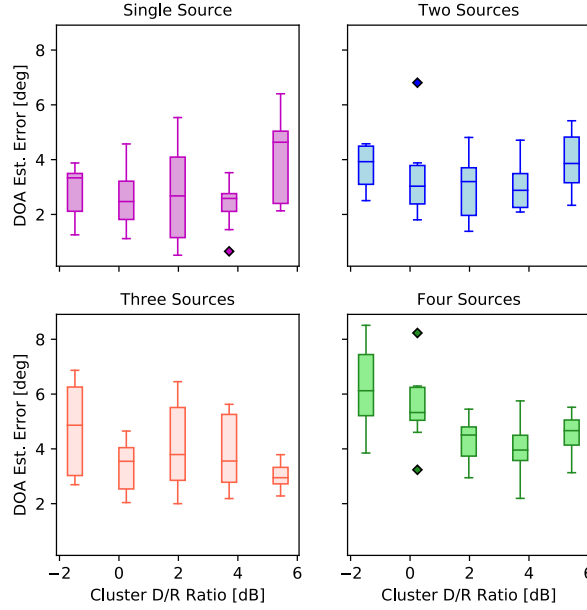 Single Source
Two Sources
DOA Est. Error [deg]
8
6
4
2
Three Sources
Four Sources
DOA Est. Error [deg]
8
6
4
2
−2
0
2
4
6
−2
0
2
4
6
Cluster D/R Ratio [dB]
Cluster D/R Ratio [dB]